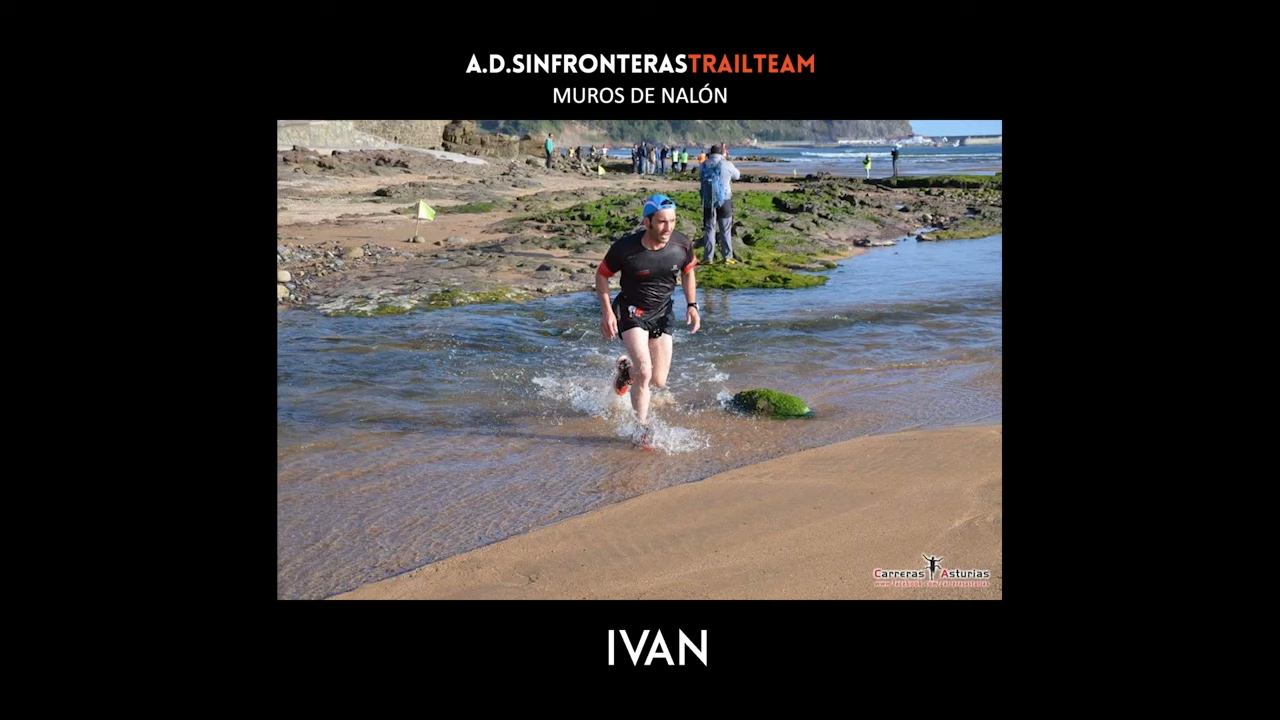 A.D.SINFRONTERASTRAILTEAM
MUROS DE NALÓN
Carreras Asturias
IVAN